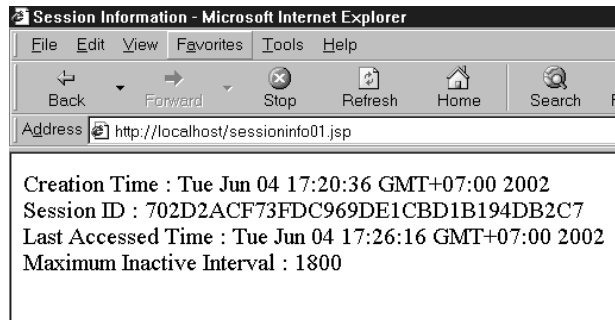 Session Information - Microsoft Internet Explorer
File Edit View Favorites Tools Help
Back Forward Stop Refresh Home Search
Address http://localhost/sessioninfo01.jsp
Creation Time : Tue Jun 04 17:20:36 GMT+07:00 2002
Session ID : 702D2ACF73FDC969DE1CBD1B194DB2C7
Last Accessed Time : Tue Jun 04 17:26:16 GMT+07:00 2002
Maximum Inactive Interval : 1800